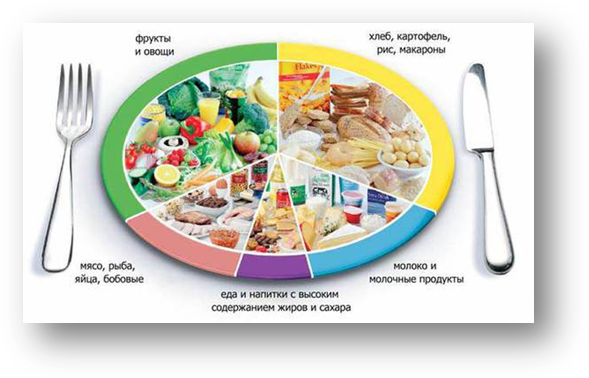 фрукты
и овощи
хлеб, картофель,
рис, макароны
Flakes
мясо, рыба,
яйца, бобовые
молоко и
молочные продукты
еда и напитки с высоким
содержанием жиров и сахара